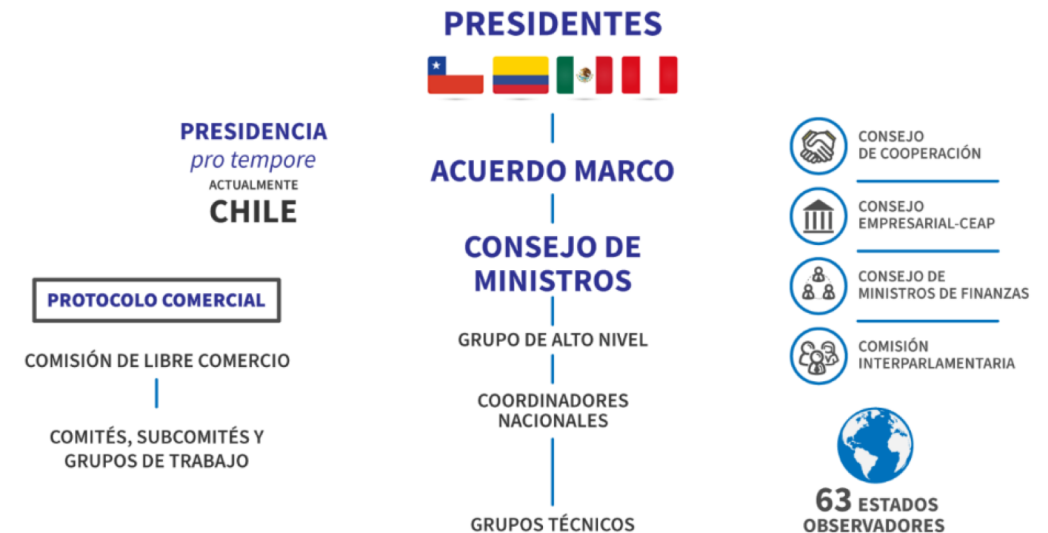 PRESIDENTES
PRESIDENCIA
pro tempore
ACTUALMENTE
CHILE
ACUERDO MARCO
CONSEJO DE
MINISTROS
GRUPO DE ALTO NIVEL
COORDINADORES
NACIONALES
GRUPOS TÉCNICOS
PROTOCOLO COMERCIAL
COMISIÓN DE LIBRE COMERCIO
COMITÉS, SUBCOMITÉS Y
GRUPOS DE TRABAJO
CONSEJO
DE COOPERACIÓN
CONSEJO
EMPRESARIAL-CEAP
CONSEJO DE
MINISTROS DE FINANZAS
COMISIÓN
INTERPARLAMENTARIA
63 ESTADOS
OBSERVADORES